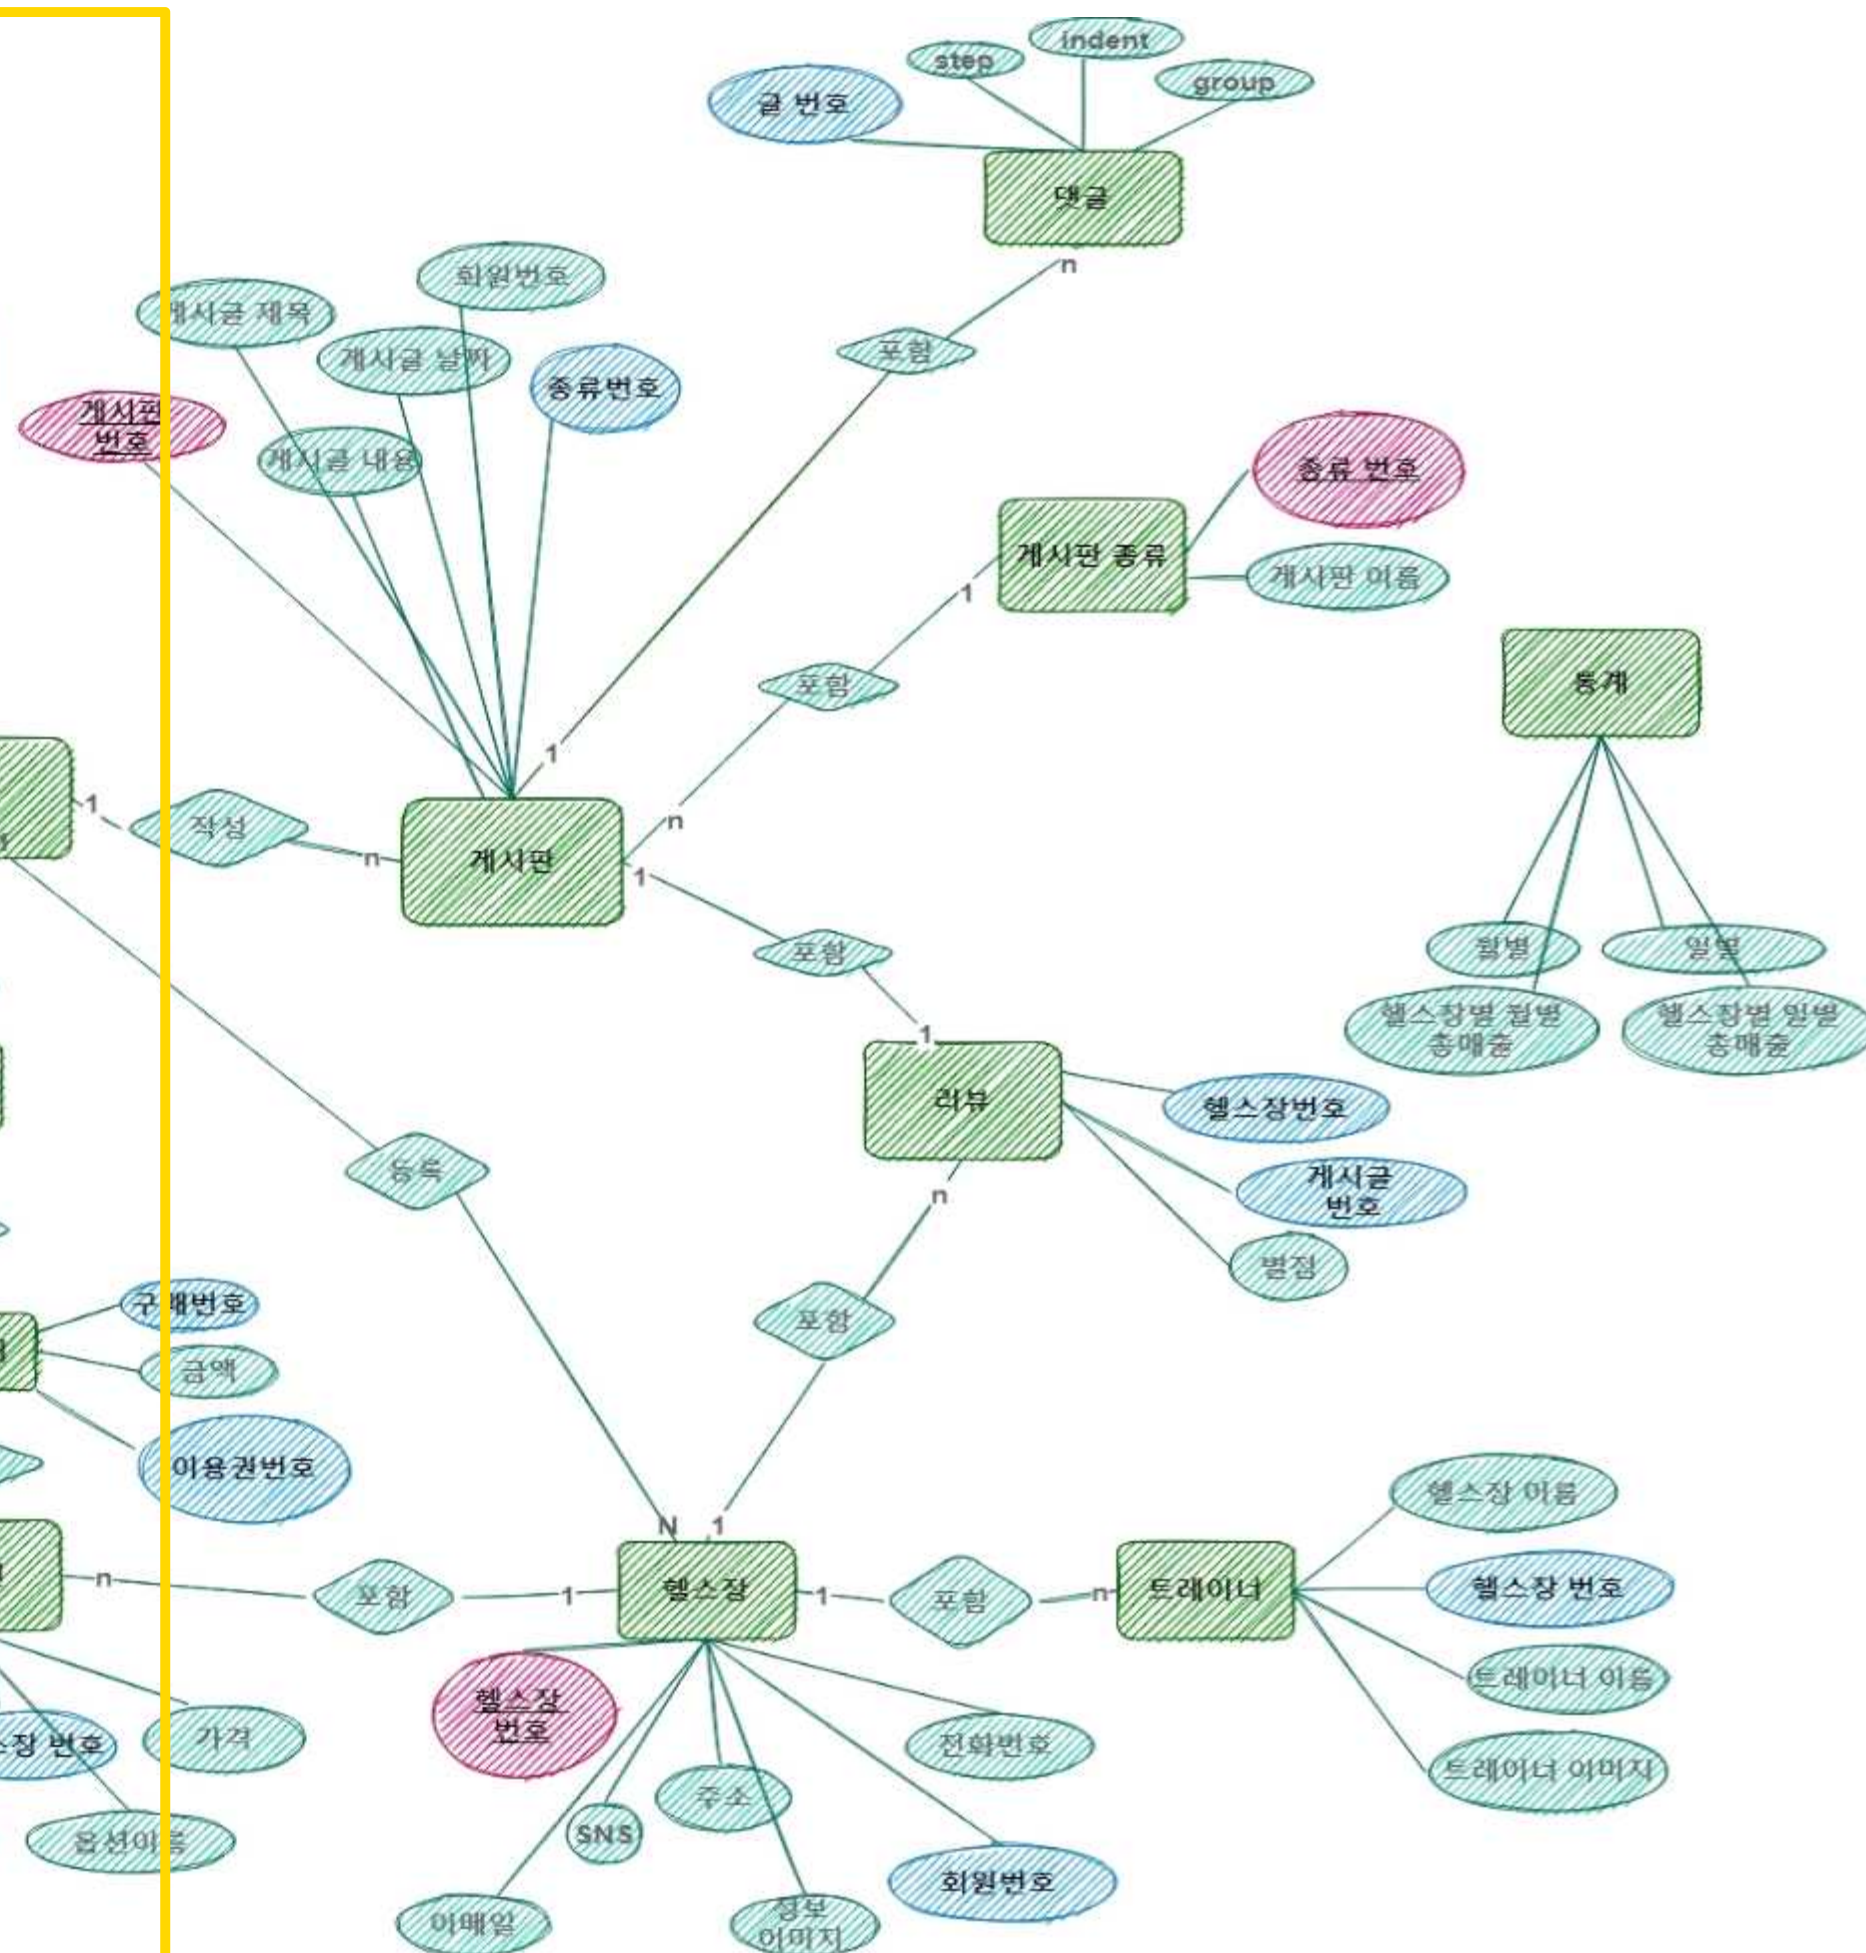 indent
step
group
글 번호
댓글
n
회원번호
게시글 제목
게시글 날짜
포함
종류번호
게시판
번호
게시글 내용
종류 번호
게시판 종류
게시판 이름
1
포함
통계
1
1
n
작성
n
게시판
1
포함
월별
일별
헬스장별 월별
총매출
헬스장별 일별
총매출
1
리뷰
헬스장번호
등록
게시글
번호
n
별점
구매번호
포함
금액
이용권번호
헬스장 이름
N
1
n
포함
1
헬스장
1
포함
n
트레이너
헬스장 번호
트레이너 이름
헬스장
번호
가격
장 번호
전화번호
트레이너 이미지
주소
SNS
옵션이름
회원번호
이메일
정보
이미지